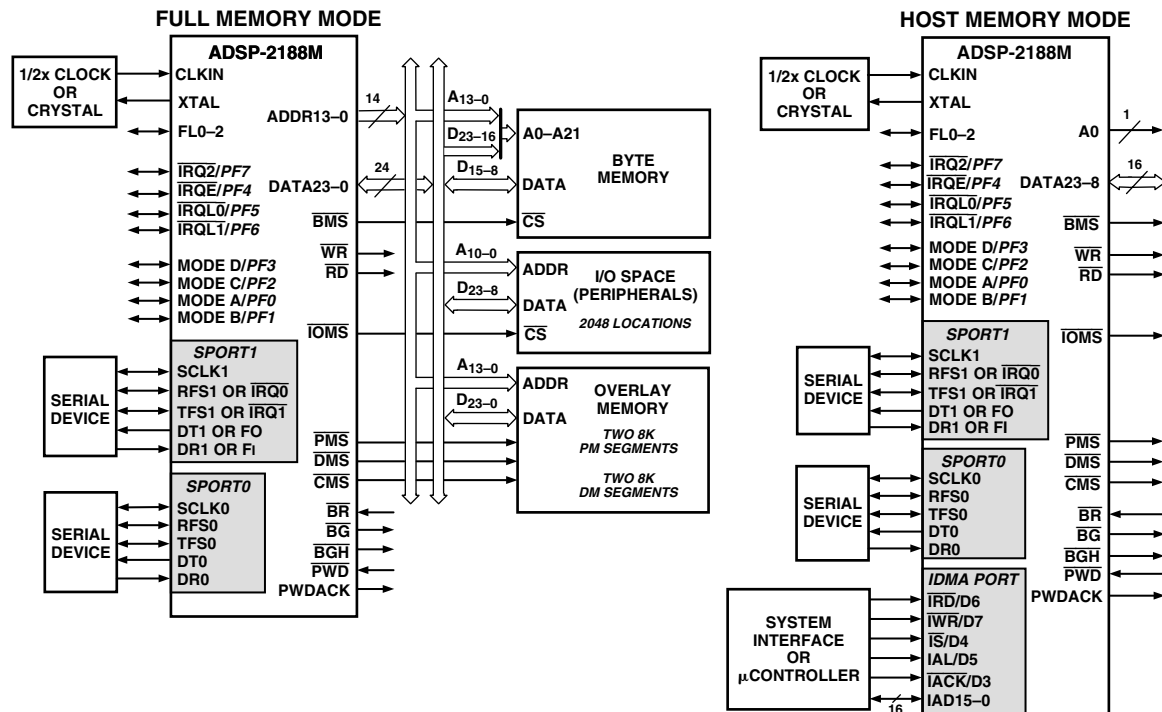 FULL MEMORY MODE
ADSP-2188M
1/2x CLOCK
OR
CRYSTAL
CLKIN
XTAL
FL0–2
IRQ2/PF7
IRQE/PF4
IRQL0/PF5
IRQL1/PF6
MODE D/PF3
MODE C/PF2
MODE A/PF0
MODE B/PF1
ADDR13–0
14
DATA23–0
24
BMS
WR
RD
IOMS
SERIAL
DEVICE
SPORT1
SCLK1
RFS1 OR IRQ0
TFS1 OR IRQ1
DT1 OR FO
DR1 OR FI
SERIAL
DEVICE
SPORT0
SCLK0
RFS0
TFS0
DT0
DR0
PMS
DMS
CMS
BR
BG
BGH
PWD
PWDACK
A13–0
D23–16
D15–8
A0–A21
BYTE
MEMORY
DATA
CS
A10–0
D23–8
ADDR
I/O SPACE
(PERIPHERALS)
DATA
2048 LOCATIONS
CS
A13–0
D23–0
ADDR
OVERLAY
MEMORY
DATA
TWO 8K
PM SEGMENTS
TWO 8K
DM SEGMENTS
HOST MEMORY MODE
ADSP-2188M
1/2x CLOCK
OR
CRYSTAL
CLKIN
XTAL
FL0–2
IRQ2/PF7
IRQE/PF4
IRQL0/PF5
IRQL1/PF6
MODE D/PF3
MODE C/PF2
MODE A/PF0
MODE B/PF1
A0
1
DATA23–8
16
BMS
WR
RD
IOMS
SERIAL
DEVICE
SPORT1
SCLK1
RFS1 OR IRQ0
TFS1 OR IRQ1
DT1 OR FO
DR1 OR FI
SERIAL
DEVICE
SPORT0
SCLK0
RFS0
TFS0
DT0
DR0
PMS
DMS
CMS
BR
BG
BGH
PWD
PWDACK
SYSTEM
INTERFACE
OR
μCONTROLLER
IDMA PORT
IRD/D6
IWR/D7
IS/D4
IAL/D5
IACK/D3
IAD15–0
16